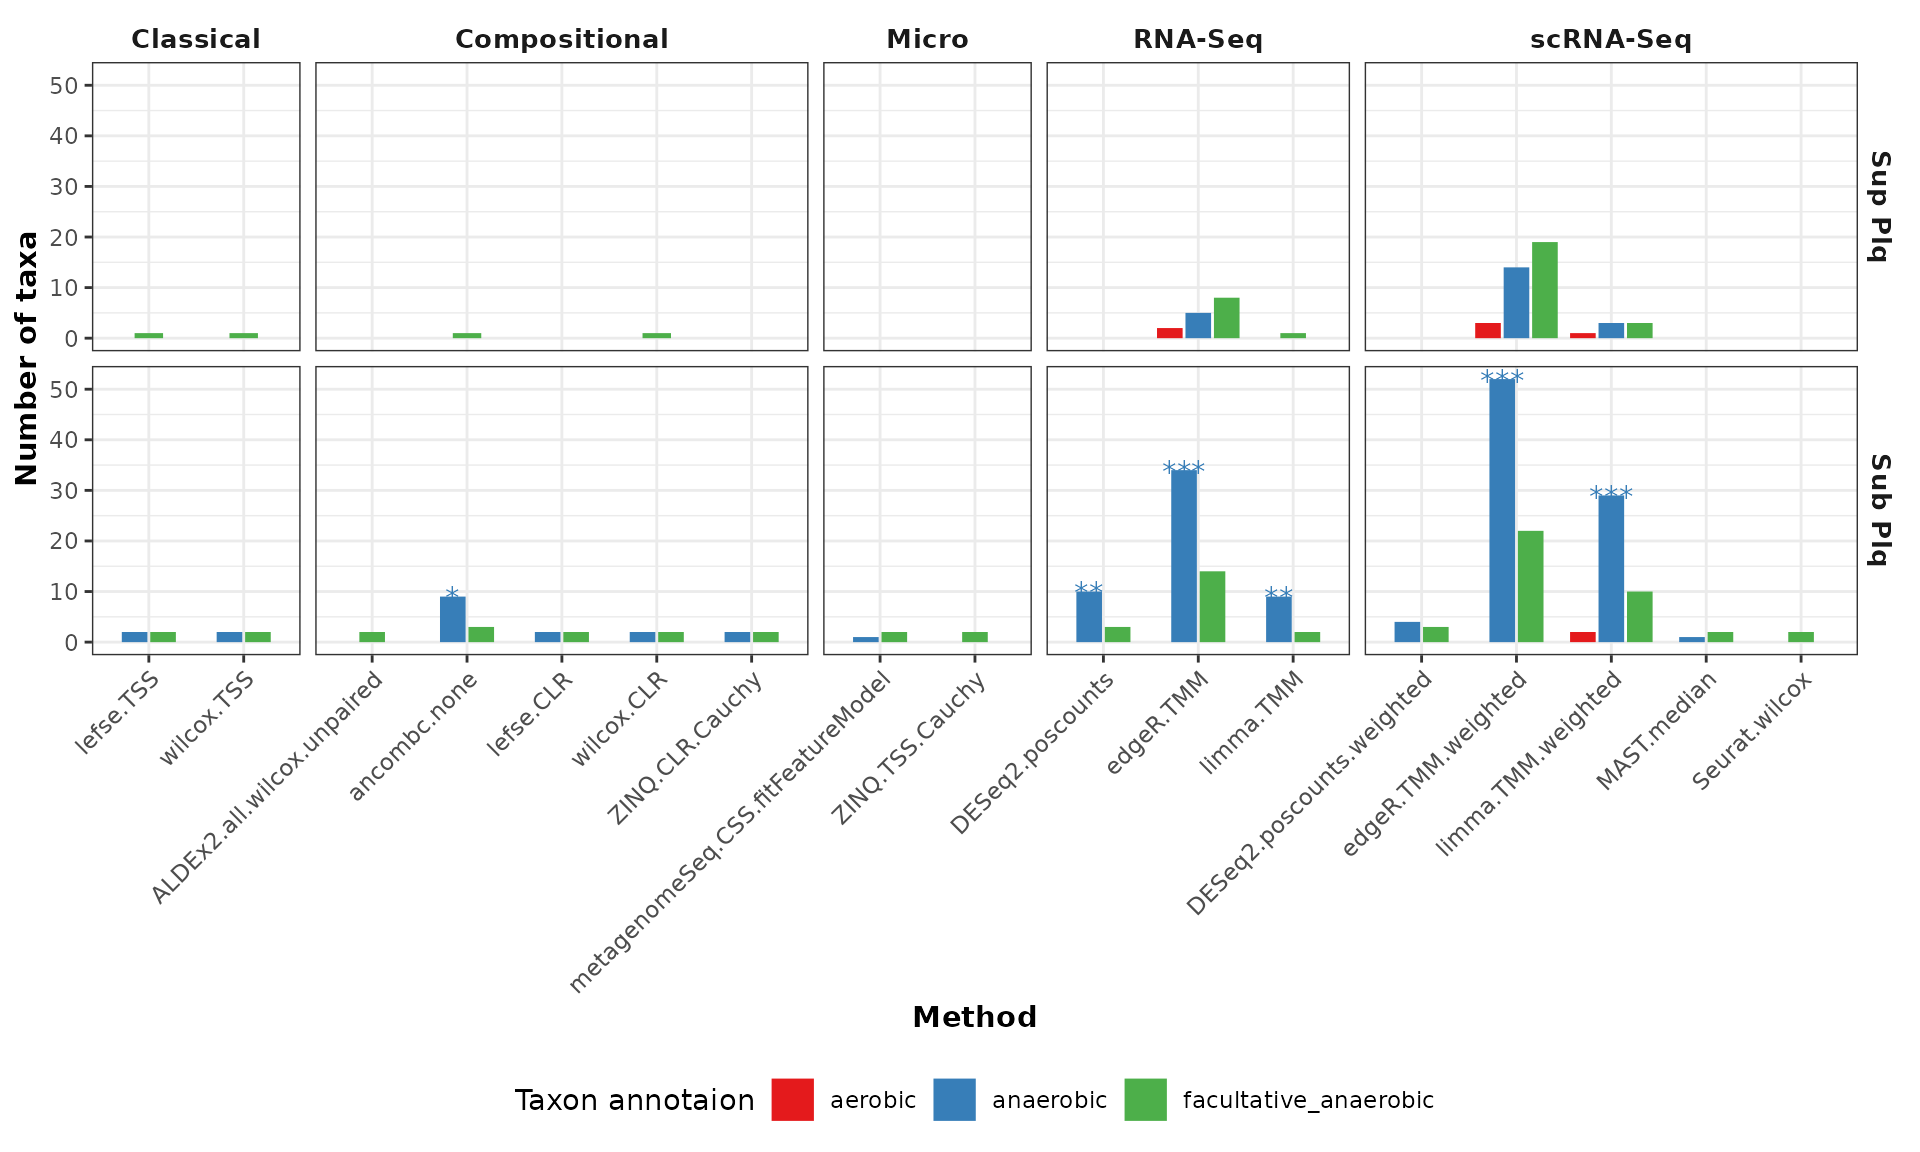 Classical Compositional Micro RNA-Seq scRNA-Seq
Number of taxa
50
40
30
20
10
0
Sup Plq
***
50
40
***
30
***
20
** * **
10
0
Sub Plq
lefse.TSS
wilcox.TSS
ALDEx2.all.wilcox.unpaired
ancombc.none
lefse.CLR
wilcox.CLR
ZINQ.CLR.Cauchy
metagenomeSeq.CSS.fitFeatureModel
ZINQ.TSS.Cauchy
DESeq2.poscounts
edgeR.TMM
limma.TMM
DESeq2.poscounts.weighted
edgeR.TMM.weighted
limma.TMM.weighted
MAST.median
Seurat.wilcox
Method
Taxon annotaion aerobic anaerobic facultative_anaerobic